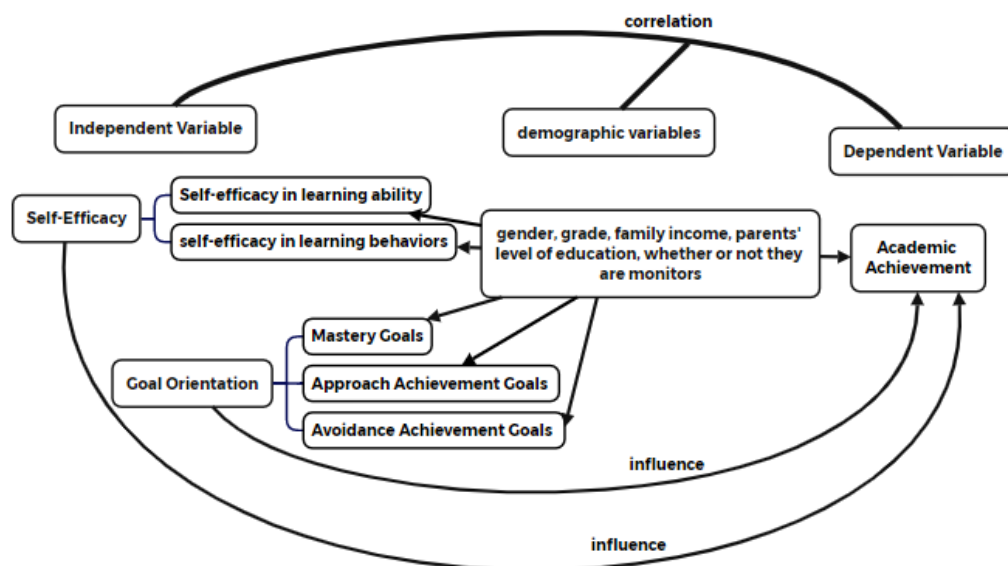 correlation
Independent Variable
demographic variables
Dependent Variable
Self-Efficacy
Self-efficacy in learning ability
self-efficacy in learning behaviors
gender, grade, family income, parents'
level of education, whether or not they
are monitors
Academic
Achievement
Goal Orientation
Mastery Goals
Approach Achievement Goals
Avoidance Achievement Goals
influence
influence